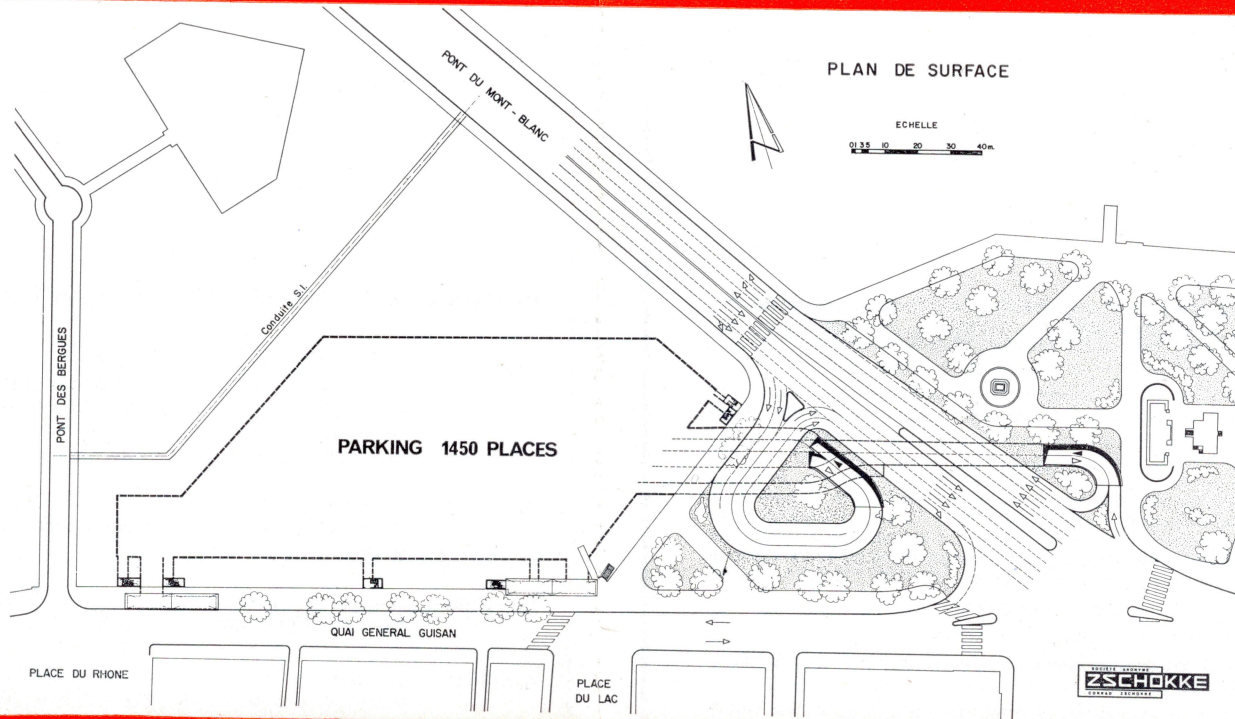 PLAN DE SURFACE
ECHELLE
0 1 3 5 10 20 30 40 m.
PONT DU MONT - BLANC
Conduite S.I.
PONT DES BERGUES
PARKING 1450 PLACES
QUAI GENERAL GUISAN
PLACE DU RHONE
PLACE
DU LAC
SOCIÉTÉ ANONYME
ZSCHOKKE
CONRAD ZSCHOKKE